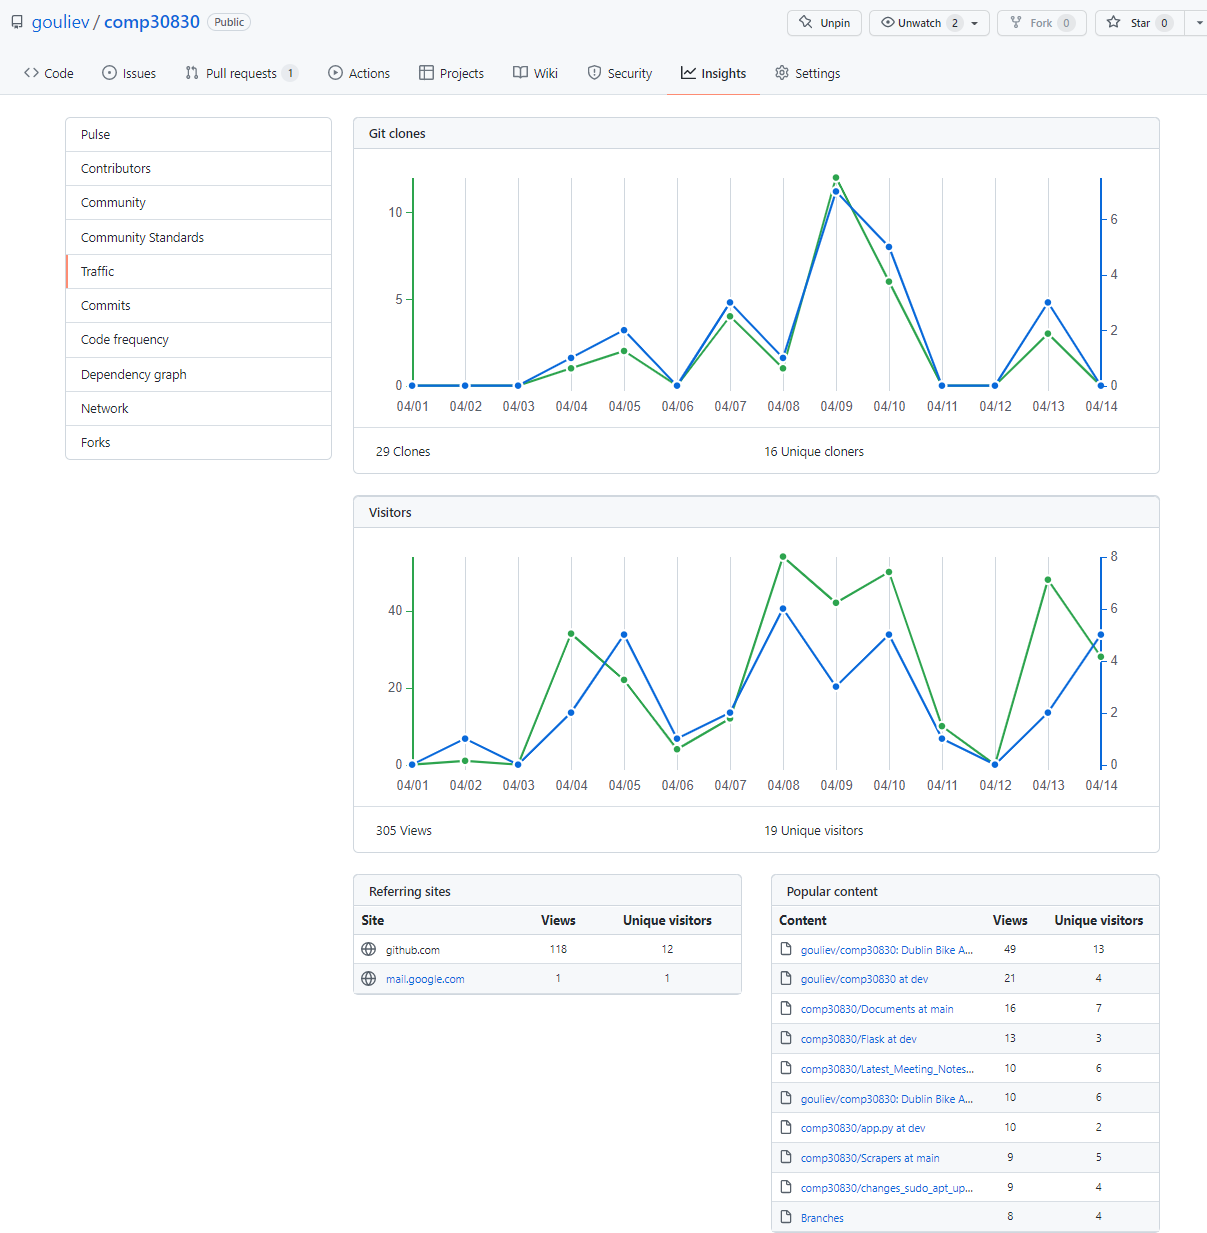 gouliev / comp30830 Public
Unpin Unwatch 2 Fork 0 Star 0
Code Issues Pull requests 1 Actions Projects Wiki Security Insights Settings
Pulse
Contributors
Community
Community Standards
Traffic
Commits
Code frequency
Dependency graph
Network
Forks
Git clones
10
5
0
6
4
2
0
04/01 04/02 04/03 04/04 04/05 04/06 04/07 04/08 04/09 04/10 04/11 04/12 04/13 04/14
29 Clones 16 Unique cloners
Visitors
40
20
0
8
6
4
2
0
04/01 04/02 04/03 04/04 04/05 04/06 04/07 04/08 04/09 04/10 04/11 04/12 04/13 04/14
305 Views 19 Unique visitors
Referring sites
Site Views Unique visitors
github.com 118 12
mail.google.com 1 1
Popular content
Content Views Unique visitors
gouliev/comp30830: Dublin Bike A... 49 13
gouliev/comp30830 at dev 21 4
comp30830/Documents at main 16 7
comp30830/Flask at dev 13 3
comp30830/Latest_Meeting_Notes... 10 6
gouliev/comp30830: Dublin Bike A... 10 6
comp30830/app.py at dev 10 2
comp30830/Scrapers at main 9 5
comp30830/changes_sudo_apt_up... 9 4
Branches 8 4